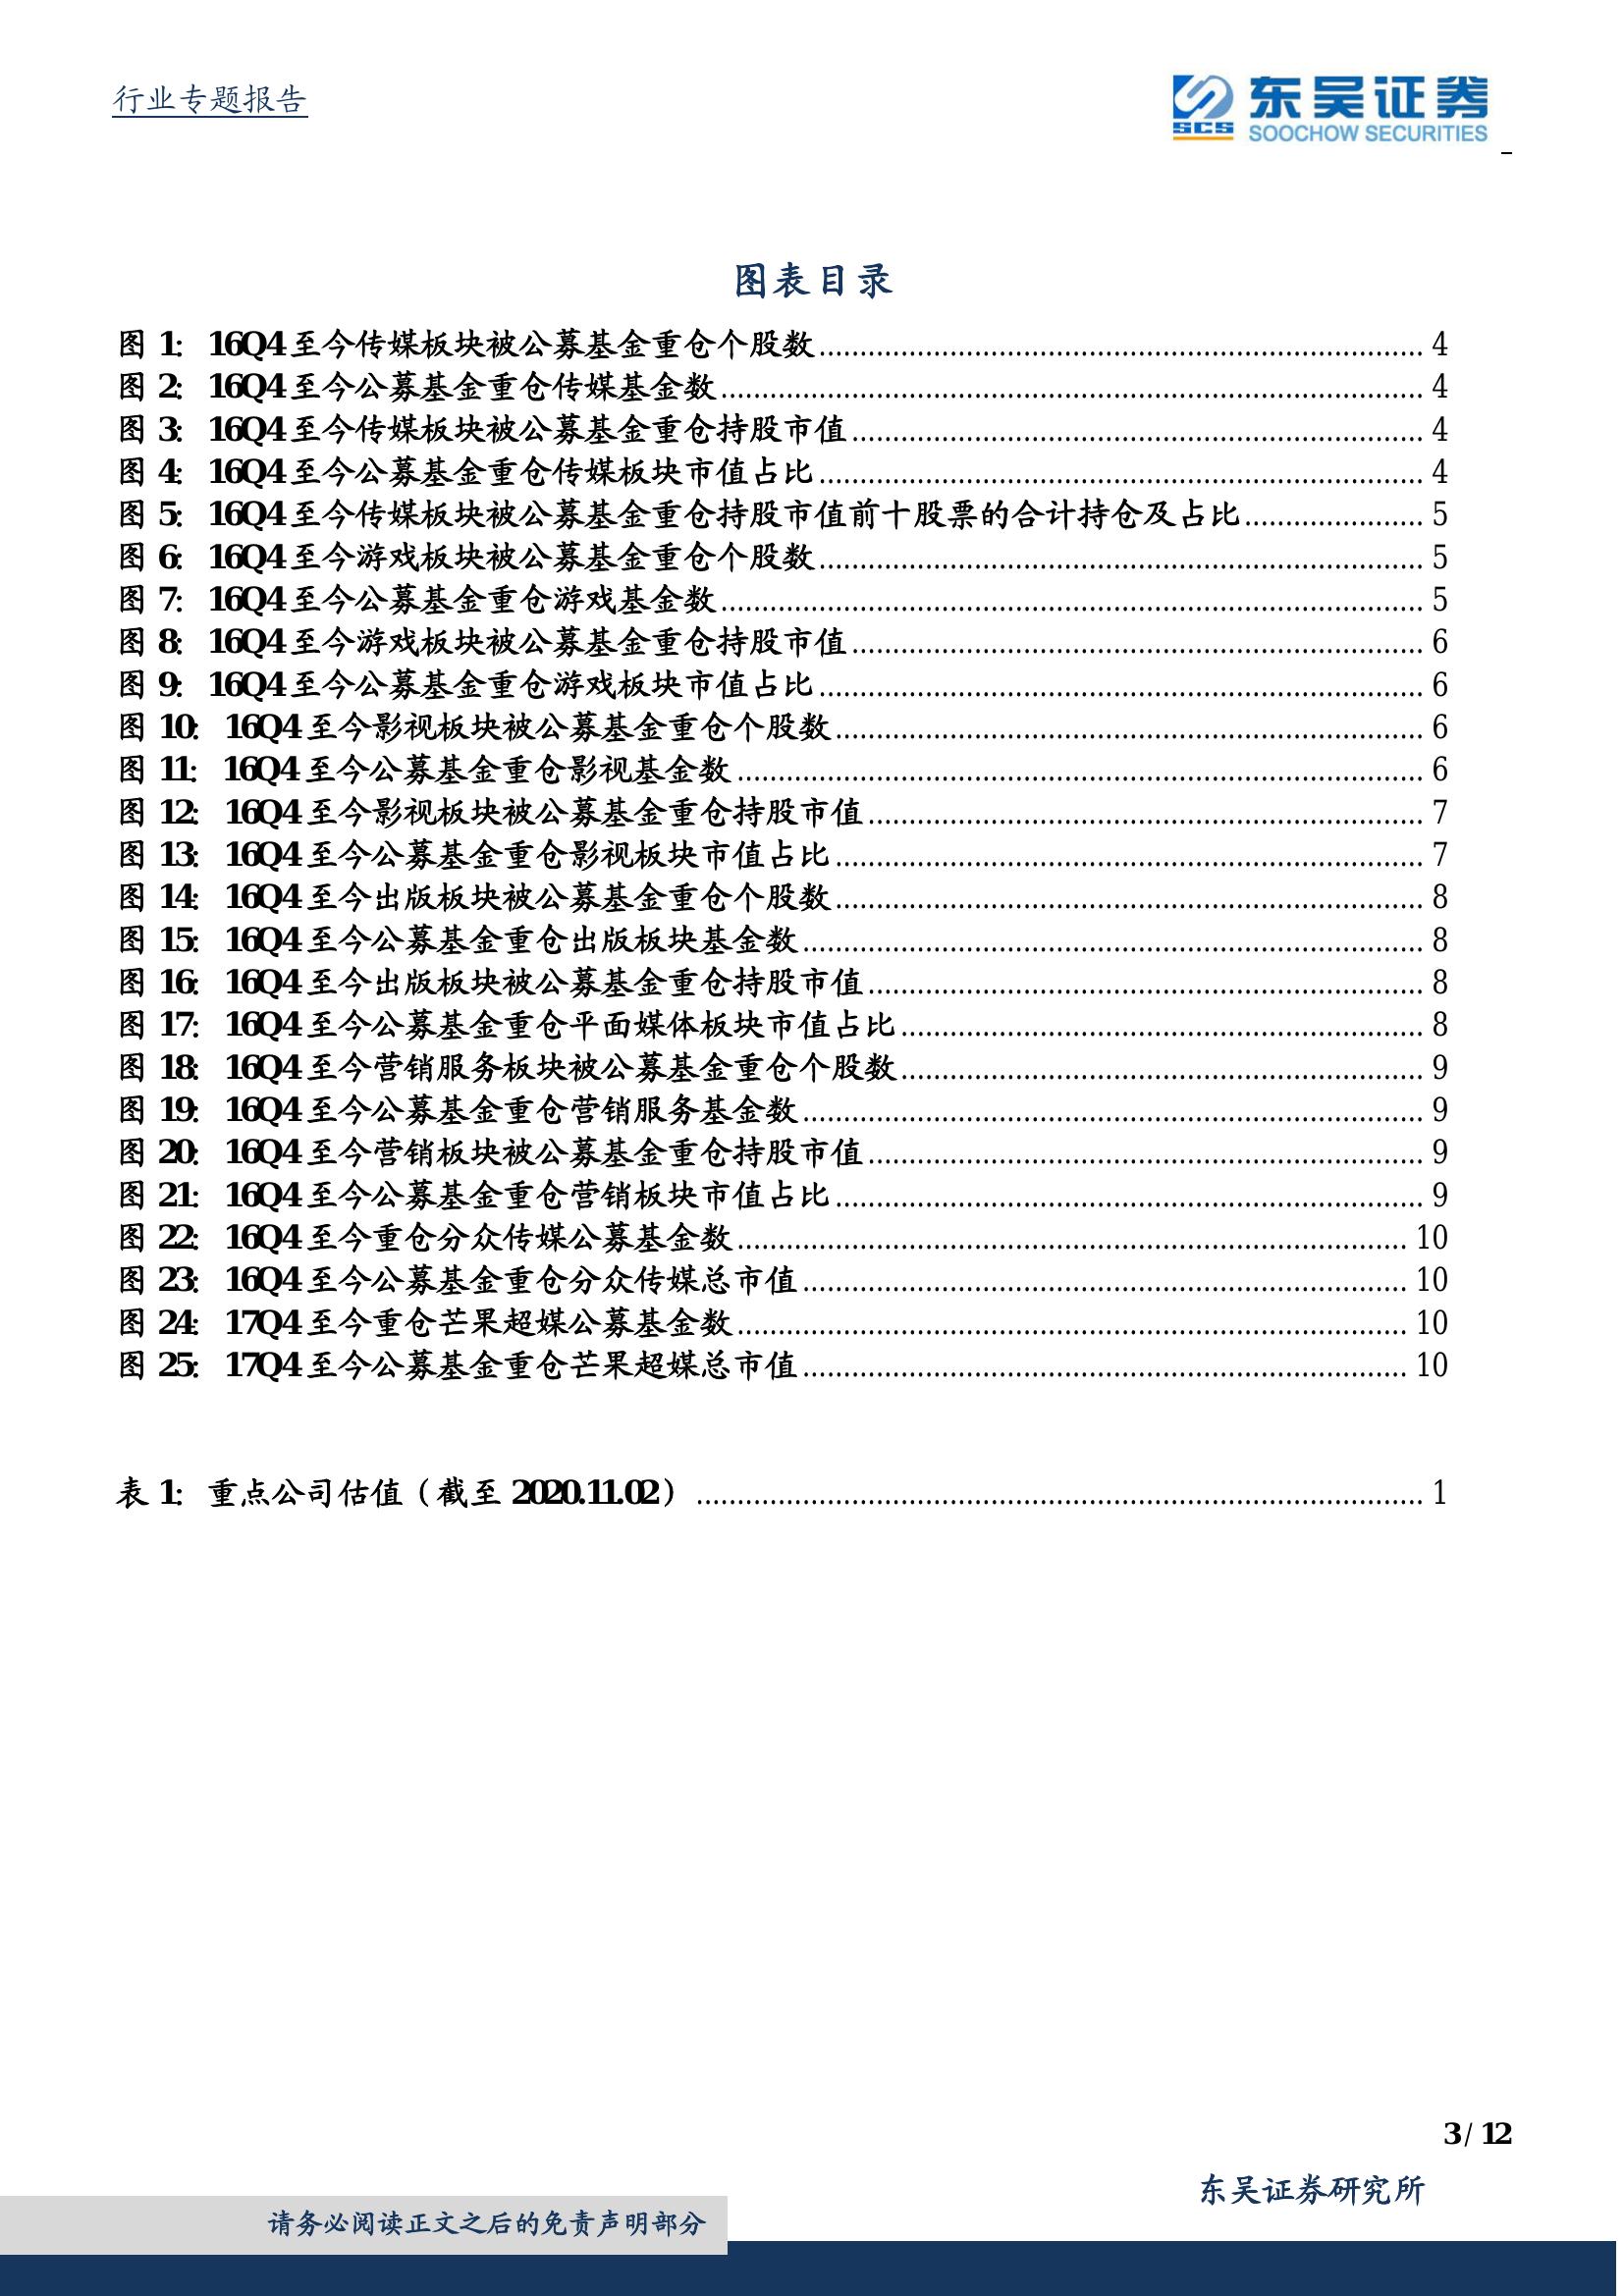 行业专题报告
东吴证券
SCS
SOOCHOW SECURITIES
图表目录
图 1: 16Q4 至今传媒板块被公募基金重仓个股数 4
图 2: 16Q4 至今公募基金重仓传媒基金数 4
图 3: 16Q4 至今传媒板块被公募基金重仓持股市值 4
图 4: 16Q4 至今公募基金重仓传媒板块市值占比 4
图 5: 16Q4 至今传媒板块被公募基金重仓持股市值前十股票的合计持仓及占比 5
图 6: 16Q4 至今游戏板块被公募基金重仓个股数 5
图 7: 16Q4 至今公募基金重仓游戏基金数 5
图 8: 16Q4 至今游戏板块被公募基金重仓持股市值 6
图 9: 16Q4 至今公募基金重仓游戏板块市值占比 6
图 10: 16Q4 至今影视板块被公募基金重仓个股数 6
图 11: 16Q4 至今公募基金重仓影视基金数 6
图 12: 16Q4 至今影视板块被公募基金重仓持股市值 7
图 13: 16Q4 至今公募基金重仓影视板块市值占比 7
图 14: 16Q4 至今出版板块被公募基金重仓个股数 8
图 15: 16Q4 至今公募基金重仓出版板块基金数 8
图 16: 16Q4 至今出版板块被公募基金重仓持股市值 8
图 17: 16Q4 至今公募基金重仓平面媒体板块市值占比 8
图 18: 16Q4 至今营销服务板块被公募基金重仓个股数 9
图 19: 16Q4 至今公募基金重仓营销服务基金数 9
图 20: 16Q4 至今营销板块被公募基金重仓持股市值 9
图 21: 16Q4 至今公募基金重仓营销板块市值占比 9
图 22: 16Q4 至今重仓分众传媒公募基金数 10
图 23: 16Q4 至今公募基金重仓分众传媒总市值 10
图 24: 17Q4 至今重仓芒果超媒公募基金数 10
图 25: 17Q4 至今公募基金重仓芒果超媒总市值 10
表 1: 重点公司估值（截至 2020.11.02） 1
3 / 12
东吴证券研究所
请务必阅读正文之后的免责声明部分